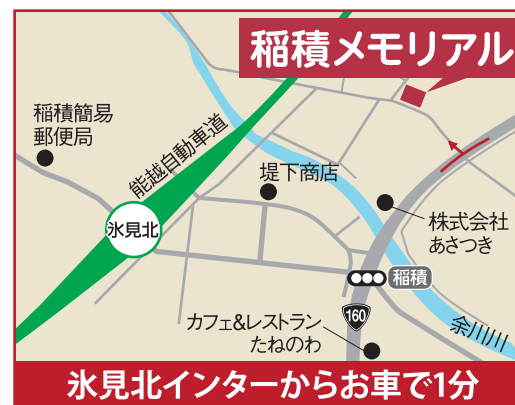 稲積メモリアル
稲積簡易
郵便局
能越自動車道
堤下商店
氷見北
株式会社
あさつき
稲積
160
カフェ&レストラン
たねのわ
余川川
氷見北インターからお車で1分